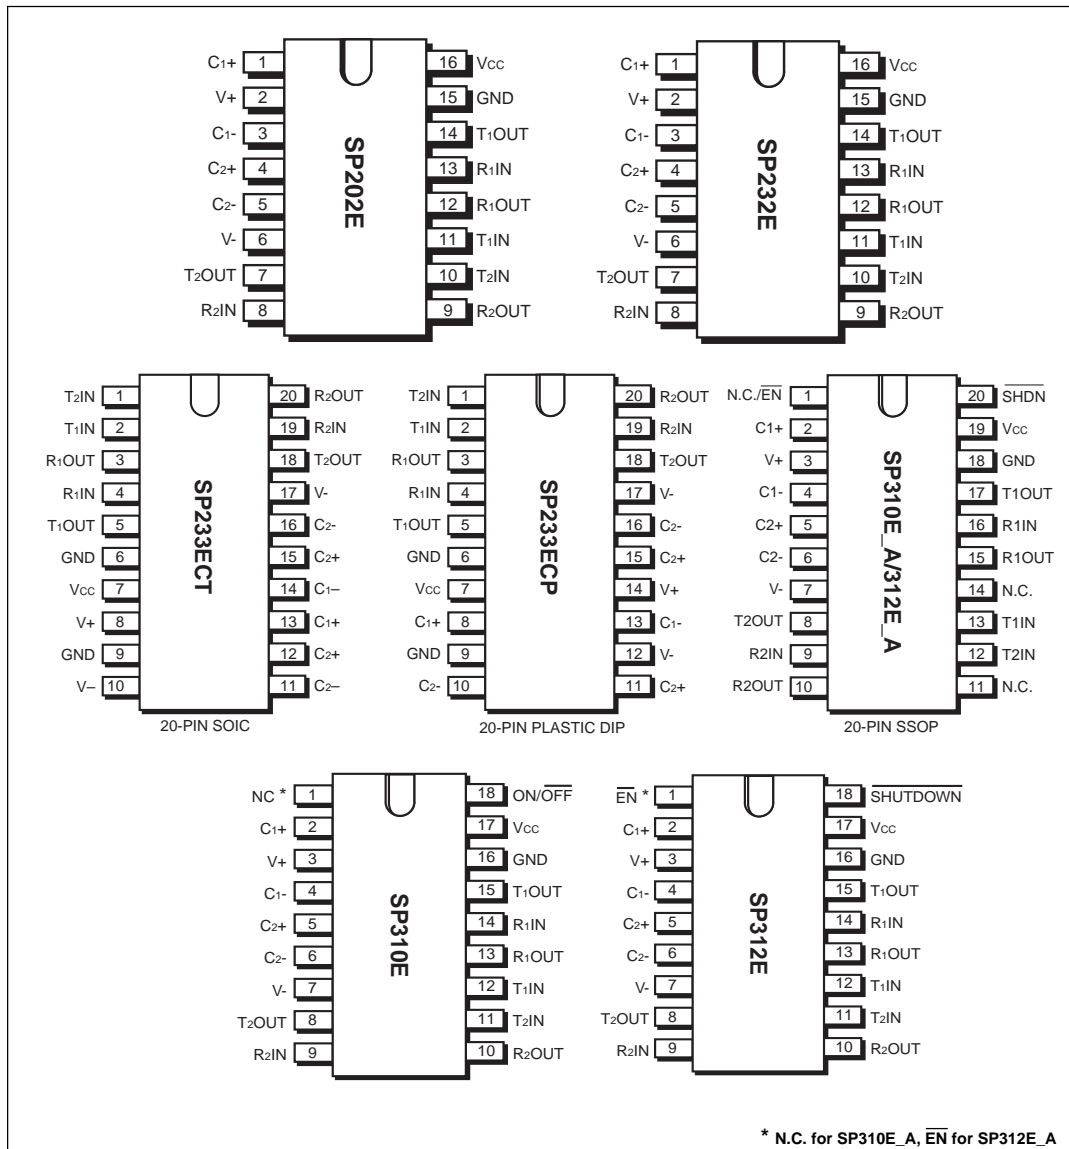 C1+ 1 16 VCC
V+ 2 15 GND
C1- 3 14 T1OUT
C2+ 4 13 R1IN
C2- 5 12 R1OUT
V- 6 11 T1IN
T2OUT 7 10 T2IN
R2IN 8 9 R2OUT
SP202E
C1+ 1 16 VCC
V+ 2 15 GND
C1- 3 14 T1OUT
C2+ 4 13 R1IN
C2- 5 12 R1OUT
V- 6 11 T1IN
T2OUT 7 10 T2IN
R2IN 8 9 R2OUT
SP232E
T2IN 1 20 R2OUT
T1IN 2 19 R2IN
R1OUT 3 18 T2OUT
R1IN 4 17 V-
T1OUT 5 16 C2-
GND 6 15 C2+
VCC 7 14 C1–
V+ 8 13 C1+
GND 9 12 C2+
V– 10 11 C2–
SP233ECT
20-PIN SOIC
T2IN 1 20 R2OUT
T1IN 2 19 R2IN
R1OUT 3 18 T2OUT
R1IN 4 17 V-
T1OUT 5 16 C2-
GND 6 15 C2+
VCC 7 14 V+
C1+ 8 13 C1-
GND 9 12 V-
C2- 10 11 C2+
SP233ECP
20-PIN PLASTIC DIP
N.C./EN 1 20 SHDN
C1+ 2 19 VCC
V+ 3 18 GND
C1- 4 17 T1OUT
C2+ 5 16 R1IN
C2- 6 15 R1OUT
V- 7 14 N.C.
T2OUT 8 13 T1IN
R2IN 9 12 T2IN
R2OUT 10 11 N.C.
SP310E_A/312E_A
20-PIN SSOP
NC * 1 18 ON/OFF
C1+ 2 17 VCC
V+ 3 16 GND
C1- 4 15 T1OUT
C2+ 5 14 R1IN
C2- 6 13 R1OUT
V- 7 12 T1IN
T2OUT 8 11 T2IN
R2IN 9 10 R2OUT
SP310E
EN * 1 18 SHUTDOWN
C1+ 2 17 VCC
V+ 3 16 GND
C1- 4 15 T1OUT
C2+ 5 14 R1IN
C2- 6 13 R1OUT
V- 7 12 T1IN
T2OUT 8 11 T2IN
R2IN 9 10 R2OUT
SP312E
* N.C. for SP310E_A, EN for SP312E_A